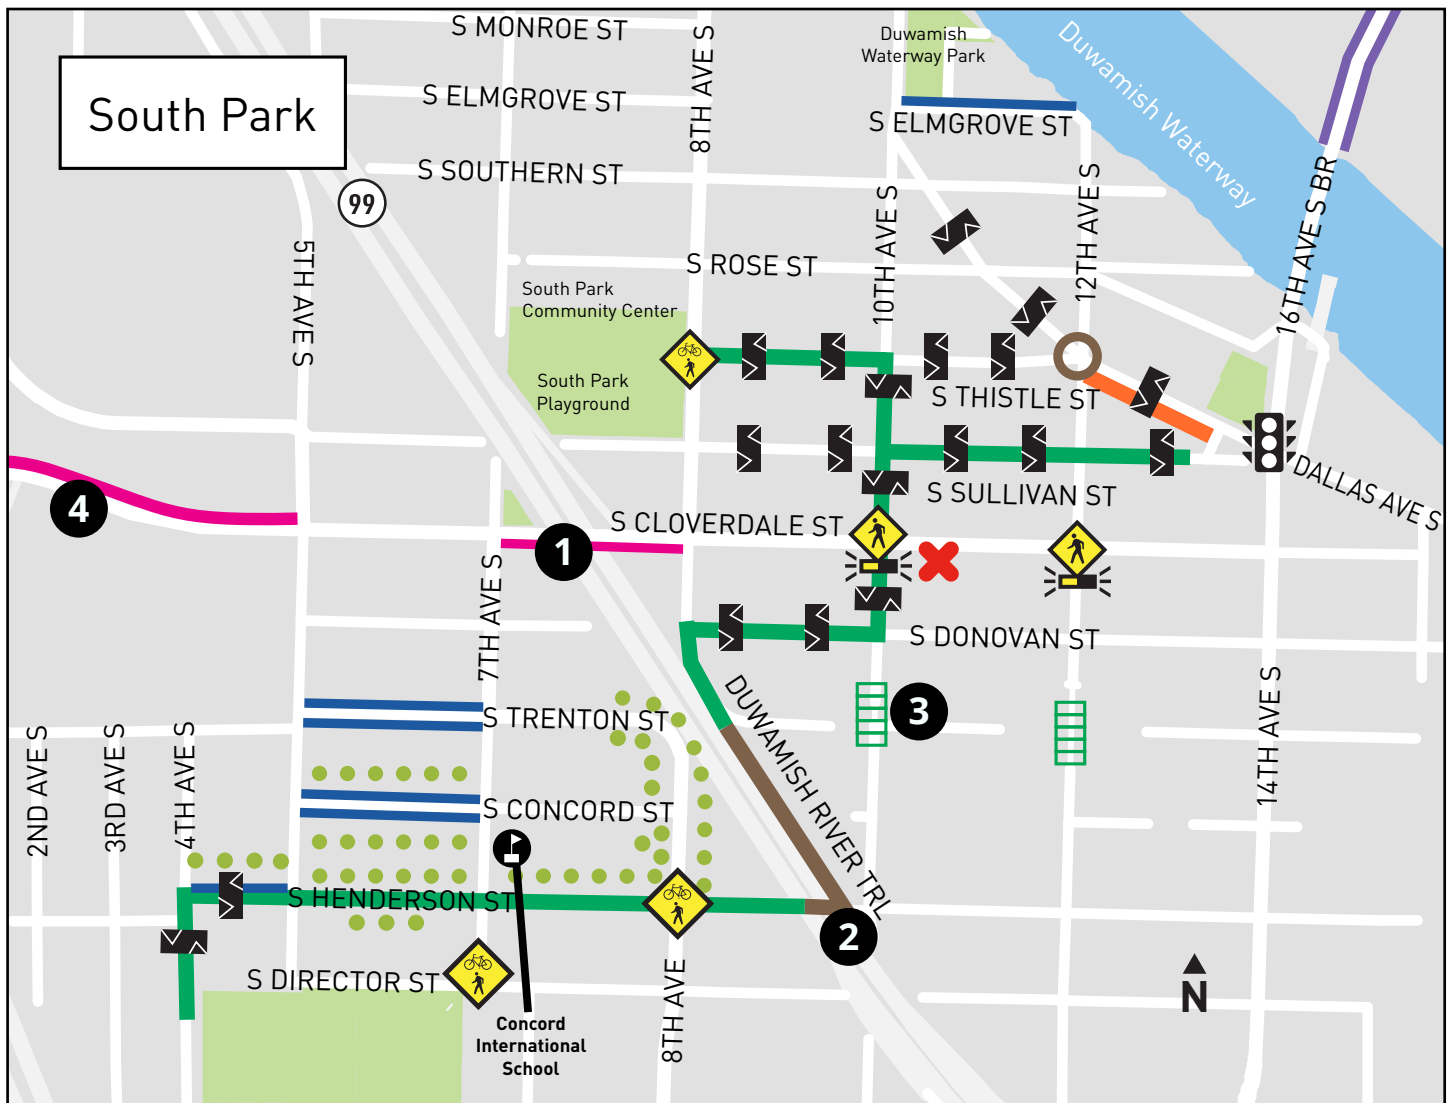 S MONROE ST
8TH AVE S
Duwamish
Waterway Park
Duwamish Waterway
South Park
S ELMGROVE ST
S ELMGROVE ST
S SOUTHERN ST
99
10TH AVE S
12TH AVE S
16TH AVE S BR
5TH AVE S
S ROSE ST
South Park
Community Center
South Park
Playground
S THISTLE ST
DALLAS AVE S
S SULLIVAN ST
4
S CLOVERDALE ST
1
7TH AVE S
S DONOVAN ST
DUWAMISH RIVER TRL
S TRENTON ST
3
14TH AVE S
2ND AVE S
3RD AVE S
4TH AVE S
S CONCORD ST
S HENDERSON ST
2
S DIRECTOR ST
8TH AVE
N
Concord
International
School